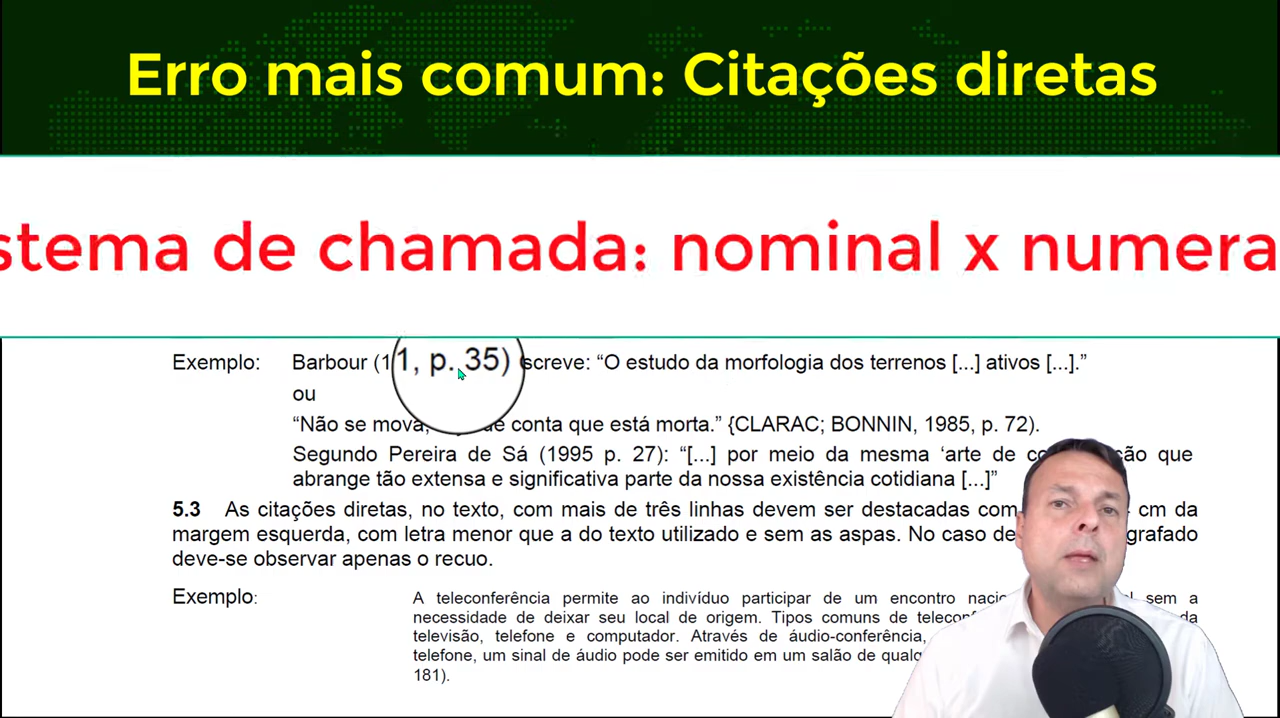 Erro mais comum: Citações diretas
stema de chamada: nominal x numera
Exemplo: Barbour (1 1, p. 35) screve: “O estudo da morfologia dos terrenos [...] ativos [...].”
ou
“Não se mova, de conta que está morta.” {CLARAC; BONNIN, 1985, p. 72).
Segundo Pereira de Sá (1995 p. 27): “[...] por meio da mesma ‘arte de ção que
abrange tão extensa e significativa parte da nossa existência cotidiana [...]”
5.3 As citações diretas, no texto, com mais de três linhas devem ser destacadas com cm da
margem esquerda, com letra menor que a do texto utilizado e sem as aspas. No caso de grafado
deve-se observar apenas o recuo.
Exemplo: A teleconferência permite ao indivíduo participar de um encontro sem a
necessidade de deixar seu local de origem. Tipos comuns de da
televisão, telefone e computador. Através de áudio-conferência,
telefone, um sinal de áudio pode ser emitido em um salão de
181).